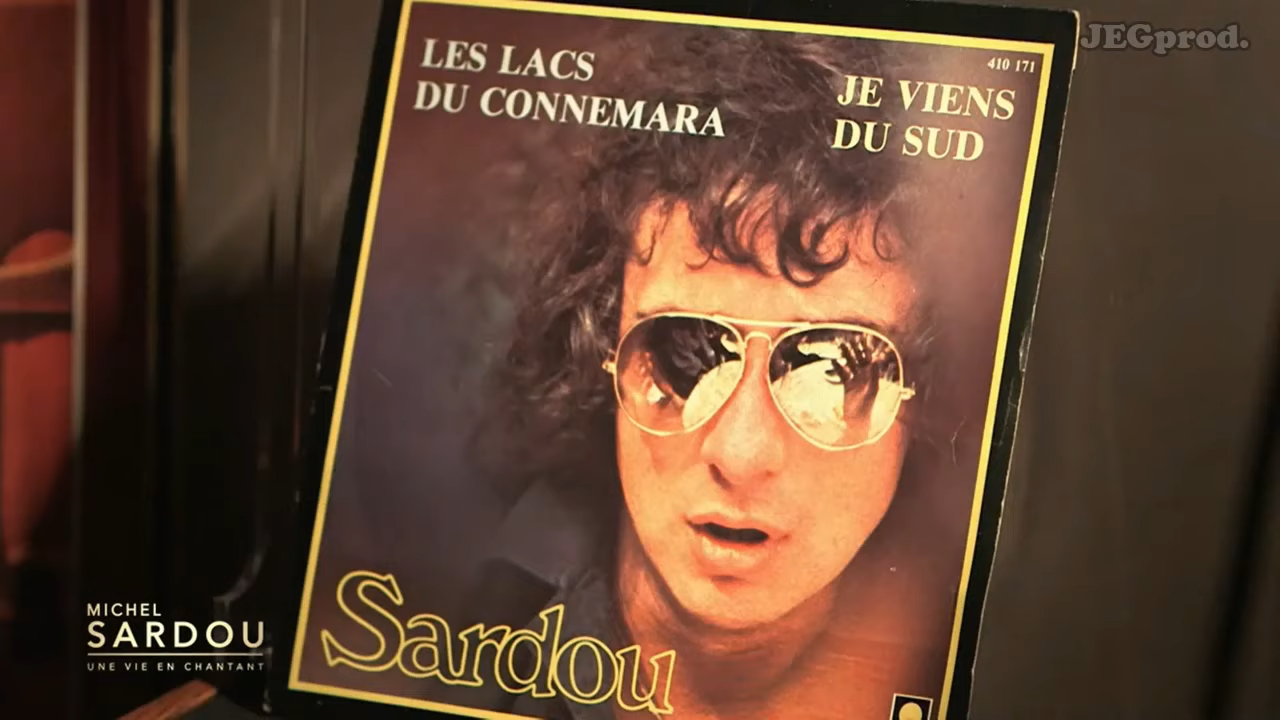 JEGprod.
410 171
LES LACS
DU CONNEMARA
JE VIENS
DU SUD
Sardou
MICHEL
SARDOU
UNE VIE EN CHANTANT